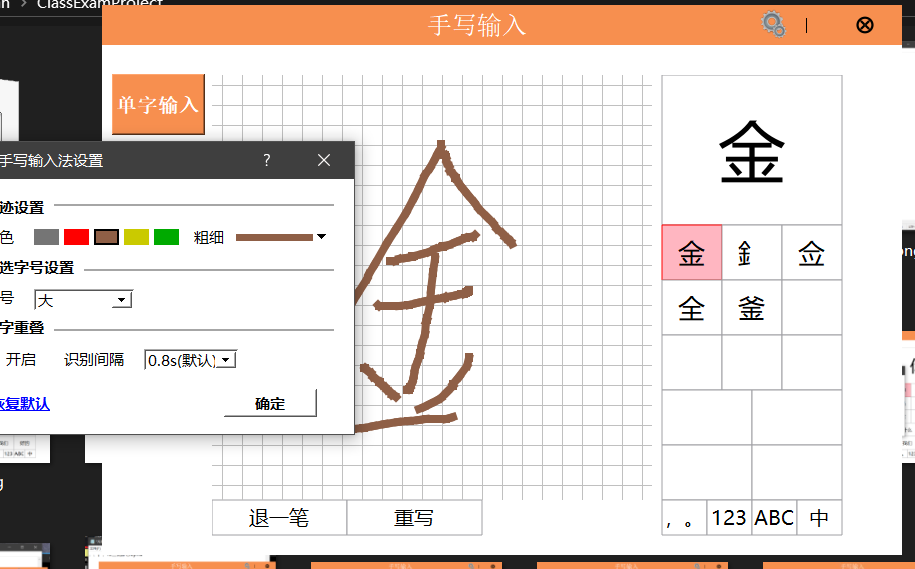 ClassExamProject
手写输入
单字输入
手写输入法设置 ?
迹设置
色 粗细
选字号设置
号 大
字重叠
开启 识别间隔 0.8s(默认)
恢复默认
确定
金
金
金 釒 佥
全 釜
退一笔 重写
，。 123 ABC 中